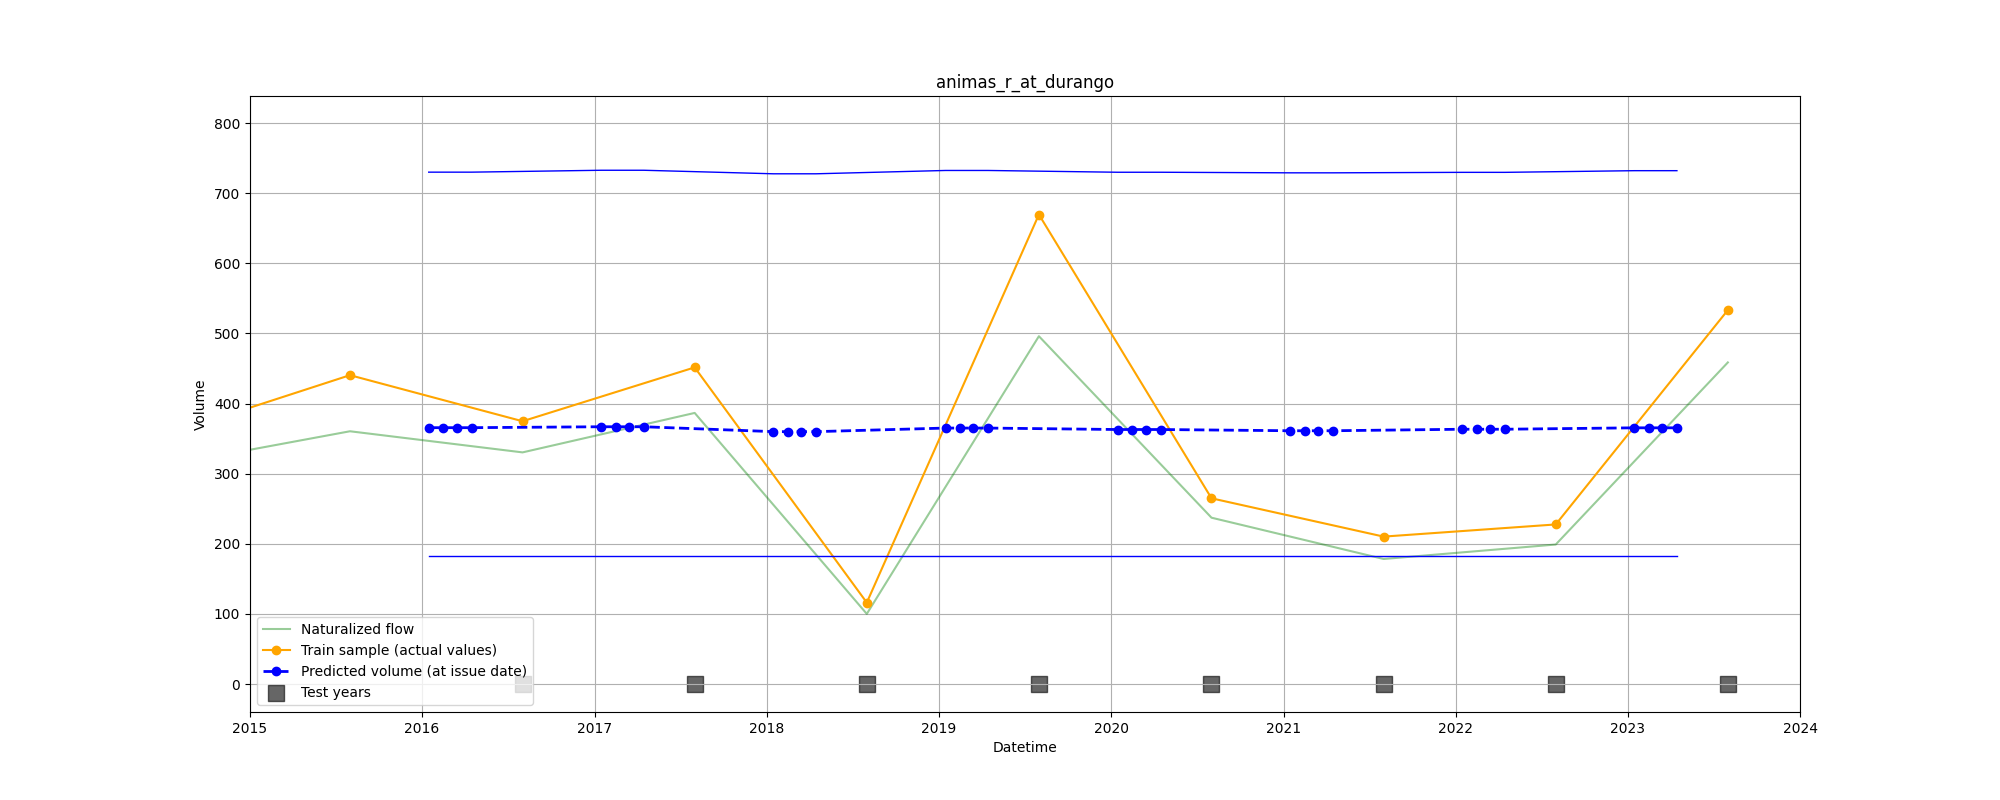 animas_r_at_durango
800
700
600
500
400
300
200
100
0
Volume
Naturalized flow
Train sample (actual values)
Predicted volume (at issue date)
Test years
2015 2016 2017 2018 2019 2020 2021 2022 2023 2024
Datetime